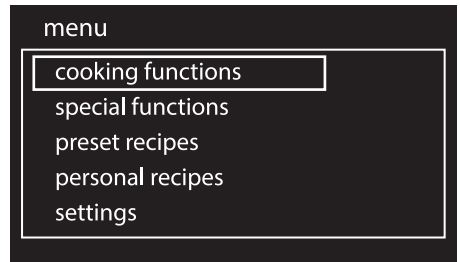 menu
cooking functions
special functions
preset recipes
personal recipes
settings